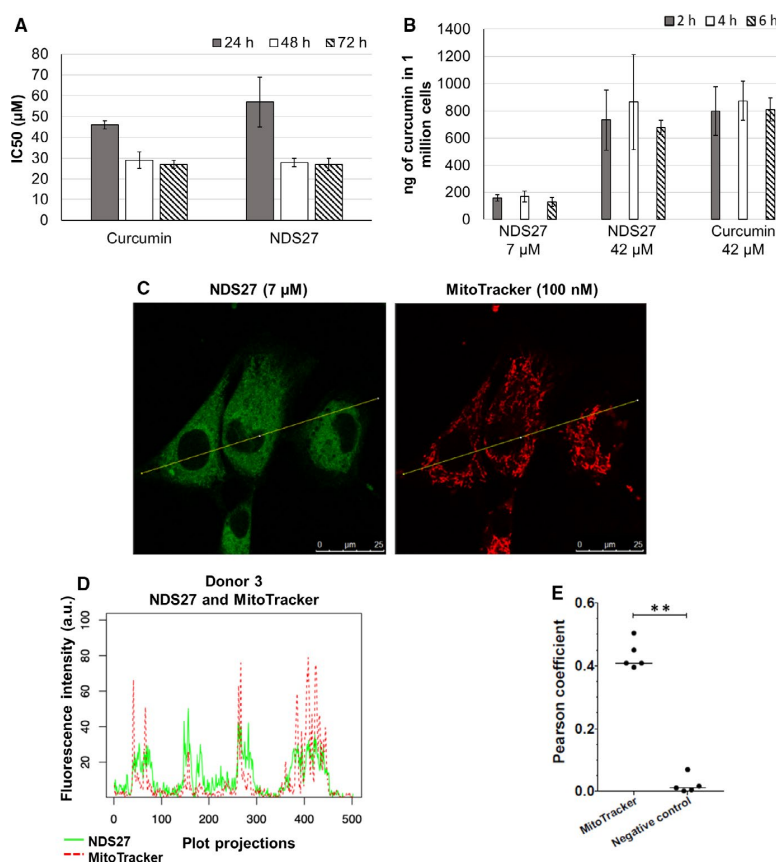 A
24 h 48 h 72 h
IC50 (µM)
80
70
60
50
40
30
20
10
0
Curcumin NDS27
B
2 h 4 h 6 h
ng of curcumin in 1
million cells
1400
1200
1000
800
600
400
200
0
NDS27 NDS27 Curcumin
7 µM 42 µM 42 µM
C
NDS27 (7 µM) MitoTracker (100 nM)
0 µm 25 0 µm 25
D
Donor 3
NDS27 and MitoTracker
Fluorescence intensity (a.u.)
100
80
60
40
20
0 100 200 300 400 500
NDS27
MitoTracker
Plot projections
E
**
Pearson coefficient
0.6
0.4
0.2
0.0
MitoTracker
Negative control